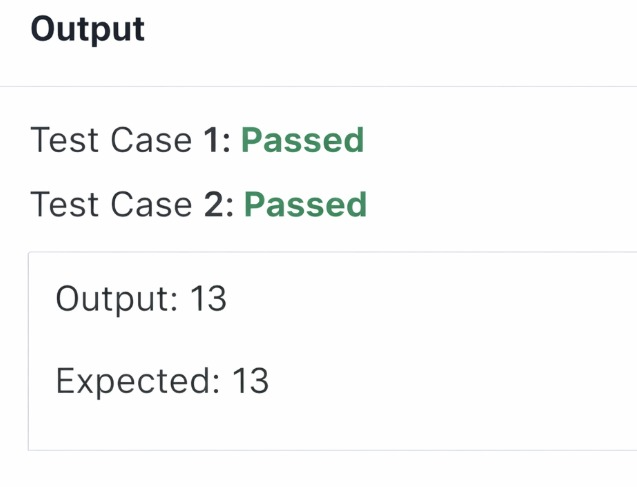 Output
Test Case 1: Passed
Test Case 2: Passed
Output: 13
Expected: 13